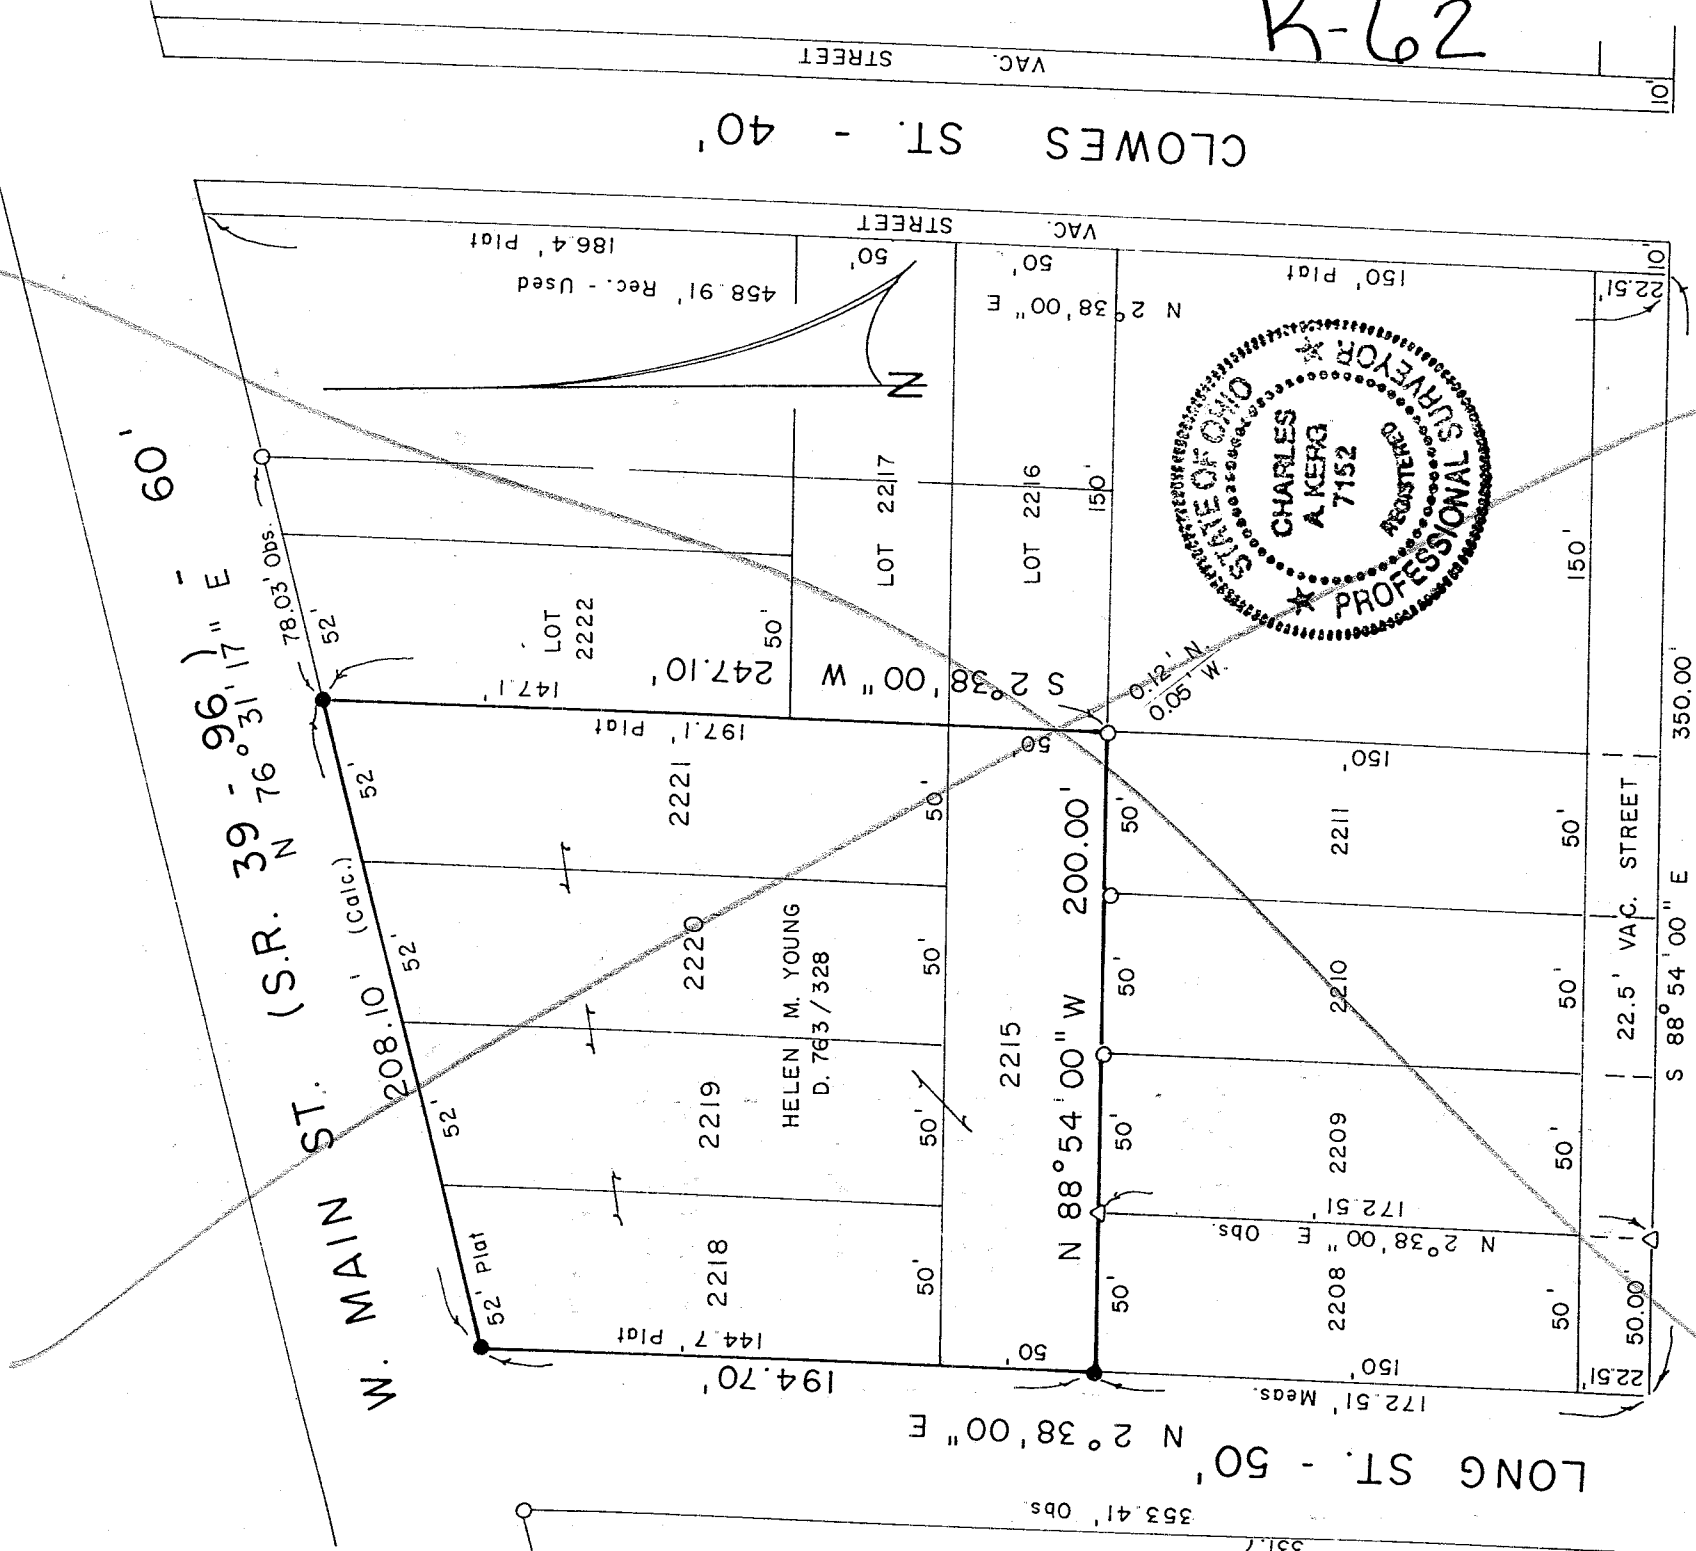 K-62
VAC. STREET
10'
CLOWES ST. - 40'
VAC. STREET
10'
186.4' Plat
50'
50'
150' Plat
22.51'
458.91' Rec. - Used
N 2°38'00" E
N
W. MAIN ST. (S.R. 39 - 96) - 60'
N 76°31'17" E
78.03' Obs.
52'
LOT
2222
50'
LOT 2217
LOT 2216
150'
STATE OF OHIO
CHARLES
A. KERG
7152
REGISTERED
PROFESSIONAL SURVEYOR
150'
147.1'
247.10'
S 2°38'00" W
0.12' N.
0.05' W.
197.1' Plat
50'
150'
350.00'
208.10' (Calc.)
52'
52'
52'
52' Plat
2221
2220
2219
2218
50'
50'
50'
50'
HELEN M. YOUNG
D. 763/328
2215
N 88°54'00" W 200.00'
50'
50'
50'
50'
2211
2210
2209
2208
50'
50'
50'
50'
22.5' VAC. STREET
S 88°54'00" E
172.51'
N 2°38'00" E Obs.
50.00'
144.7' Plat
50'
150'
22.51'
194.70'
172.51' Meas.
N 2°38'00" E
LONG ST. - 50'
353.41' Obs.
331.7